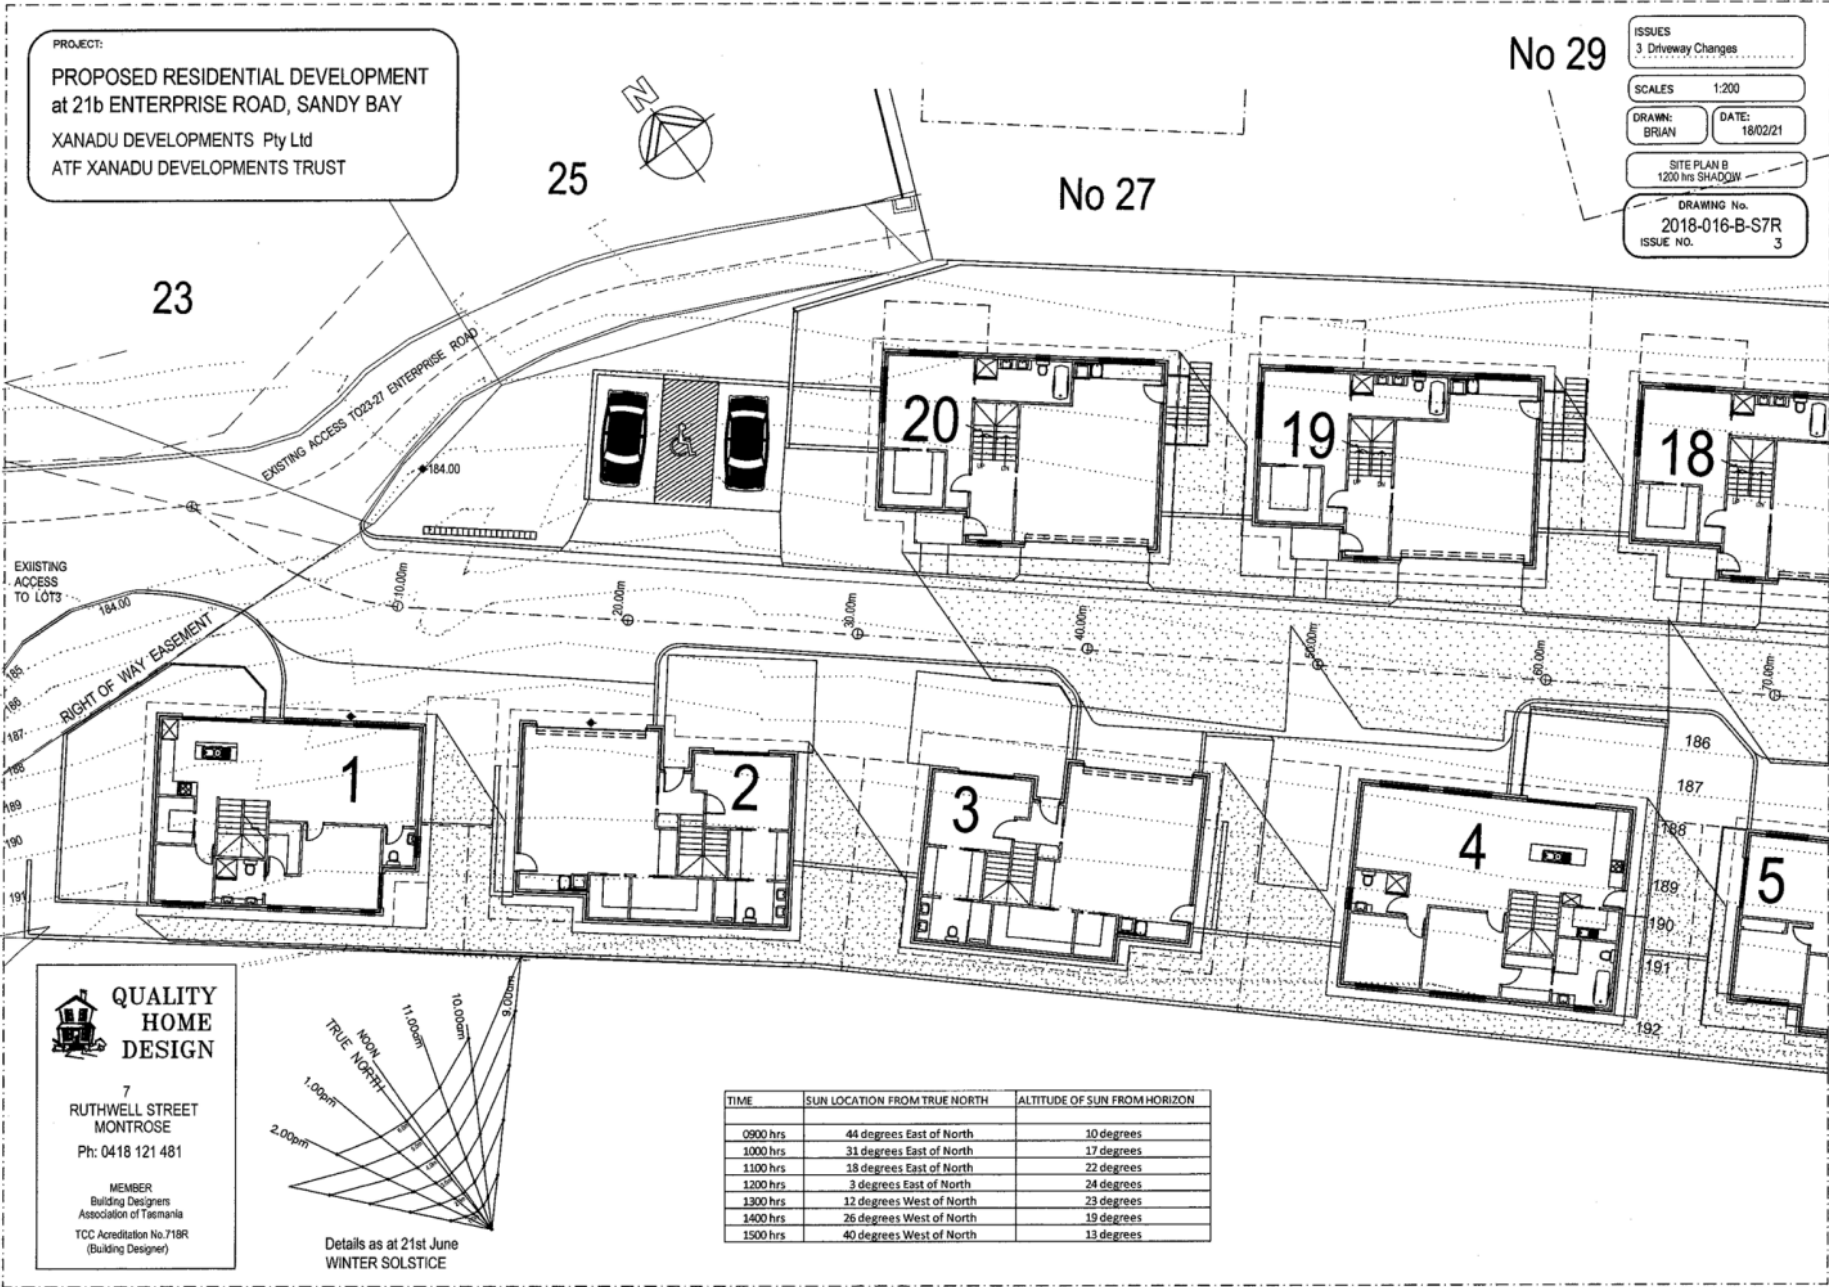 PROJECT:
PROPOSED RESIDENTIAL DEVELOPMENT
at 21b ENTERPRISE ROAD, SANDY BAY
XANADU DEVELOPMENTS Pty Ltd
ATF XANADU DEVELOPMENTS TRUST
N
No 29
ISSUES
3 Driveway Changes
SCALES 1:200
DRAWN:
BRIAN
DATE:
18/02/21
SITE PLAN B
1200 hrs SHADOW
DRAWING No.
2018-016-B-S7R
ISSUE NO. 3
25
No 27
23
EXISTING ACCESS TO23-27 ENTERPRISE ROAD
184.00
20
19
18
EXIISTING
ACCESS
TO LOT3
184.00
RIGHT OF WAY EASEMENT
10.00m
20.00m
30.00m
40.00m
50.00m
60.00m
70.00m
185
186
187
188
189
190
191
1
2
3
4
5
186
187
188
189
190
191
192
QUALITY
HOME
DESIGN
7
RUTHWELL STREET
MONTROSE
Ph: 0418 121 481
MEMBER
Building Designers
Association of Tasmania
TCC Acreditation No.718R
(Building Designer)
9.00am
10.00am
11.00am
NOON
TRUE NORTH
1.00pm
2.00pm
Details as at 21st June
WINTER SOLSTICE
TIME SUN LOCATION FROM TRUE NORTH ALTITUDE OF SUN FROM HORIZON
0900 hrs 44 degrees East of North 10 degrees
1000 hrs 31 degrees East of North 17 degrees
1100 hrs 18 degrees East of North 22 degrees
1200 hrs 3 degrees East of North 24 degrees
1300 hrs 12 degrees West of North 23 degrees
1400 hrs 26 degrees West of North 19 degrees
1500 hrs 40 degrees West of North 13 degrees